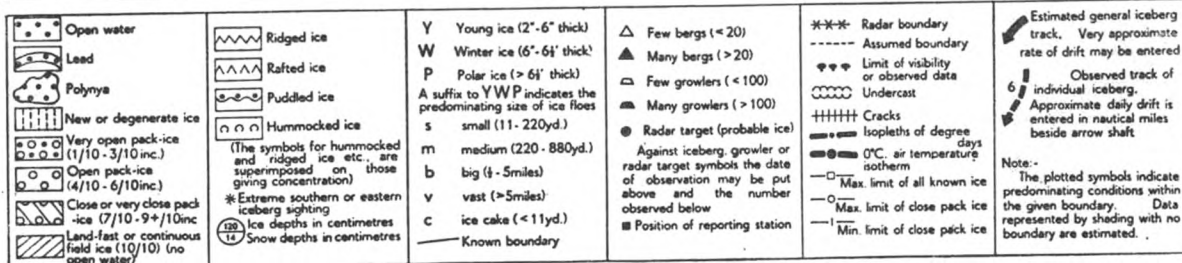 Open water
Lead
Polynya
New or degenerate ice
Very open pack-ice
(1/10 - 3/10 inc.)
Open pack-ice
(4/10 - 6/10 inc.)
Close or very close pack
-ice (7/10 - 9+/10 inc
Land-fast or continuous
field ice (10/10) (no
open water)
Ridged ice
Rafted ice
Puddled ice
Hummocked ice
(The symbols for hummocked
and ridged ice etc., are
superimposed on those
giving concentration)
* Extreme southern or eastern
iceberg sighting
120 Ice depths in centimetres
14 Snow depths in centimetres
Y Young ice (2"-6" thick)
W Winter ice (6"-6½' thick)
P Polar ice (> 6½' thick)
A suffix to YWP indicates the
predominating size of ice floes
s small (11 - 220yd.)
m medium (220 - 880yd.)
b big (½ - 5miles)
v vast (>5miles)
c ice cake (<11yd.)
Known boundary
Few bergs (<20)
Many bergs (>20)
Few growlers (<100)
Many growlers (>100)
Radar target (probable ice)
Against iceberg, growler or
radar target symbols the date
of observation may be put
above and the number
observed below
Position of reporting station
Radar boundary
Assumed boundary
Limit of visibility
or observed data
Undercast
Cracks
Isopleths of degree
days
0°C. air temperature
isotherm
Max. limit of all known ice
Max. limit of close pack ice
Min. limit of close pack ice
Estimated general iceberg
track. Very approximate
rate of drift may be entered
6 Observed track of
individual iceberg.
Approximate daily drift is
entered in nautical miles
beside arrow shaft
Note:-
The plotted symbols indicate
predominating conditions within
the given boundary. Data
represented by shading with no
boundary are estimated.